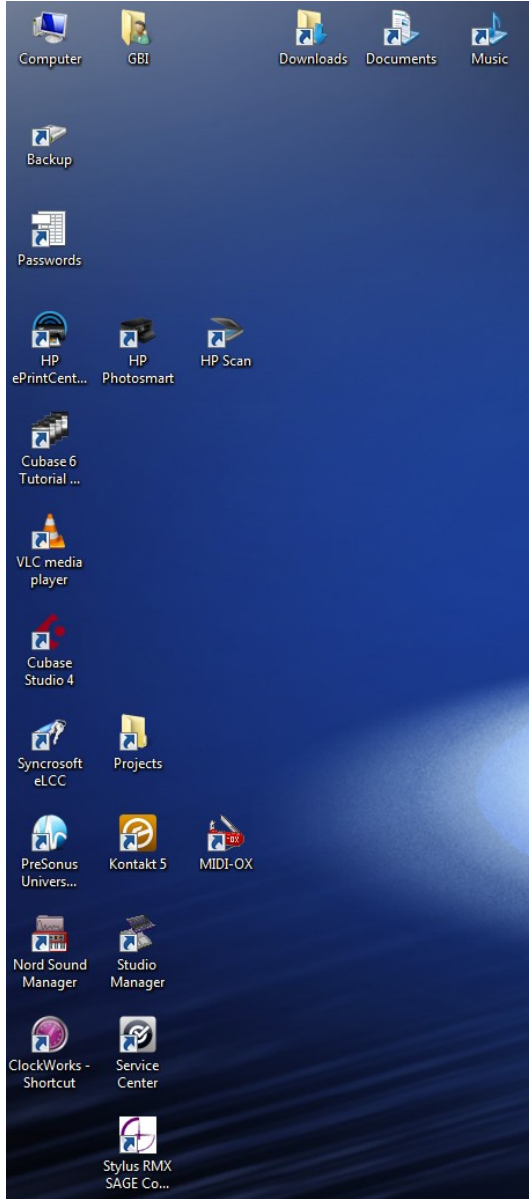 Computer
GBI
Downloads
Documents
Music
Backup
Passwords
HP
ePrintCent...
HP
Photosmart
HP Scan
Cubase 6
Tutorial ...
VLC media
player
Cubase
Studio 4
Syncrosoft
eLCC
Projects
PreSonus
Univers...
Kontakt 5
MIDI-OX
Nord Sound
Manager
Studio
Manager
ClockWorks -
Shortcut
Service
Center
Stylus RMX
SAGE Co...